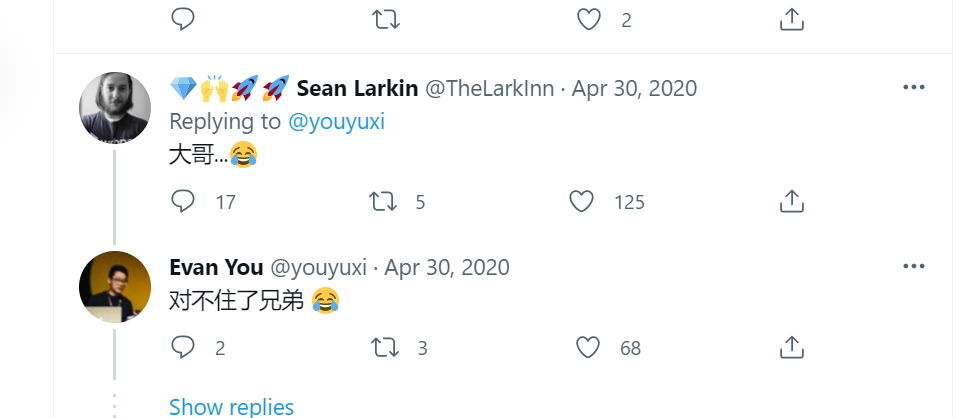 2
💎🙌🚀🚀 Sean Larkin @TheLarkInn · Apr 30, 2020
Replying to @youyuxi
大哥...😂
17 5 125
Evan You @youyuxi · Apr 30, 2020
对不住了兄弟 😂
2 3 68
Show replies